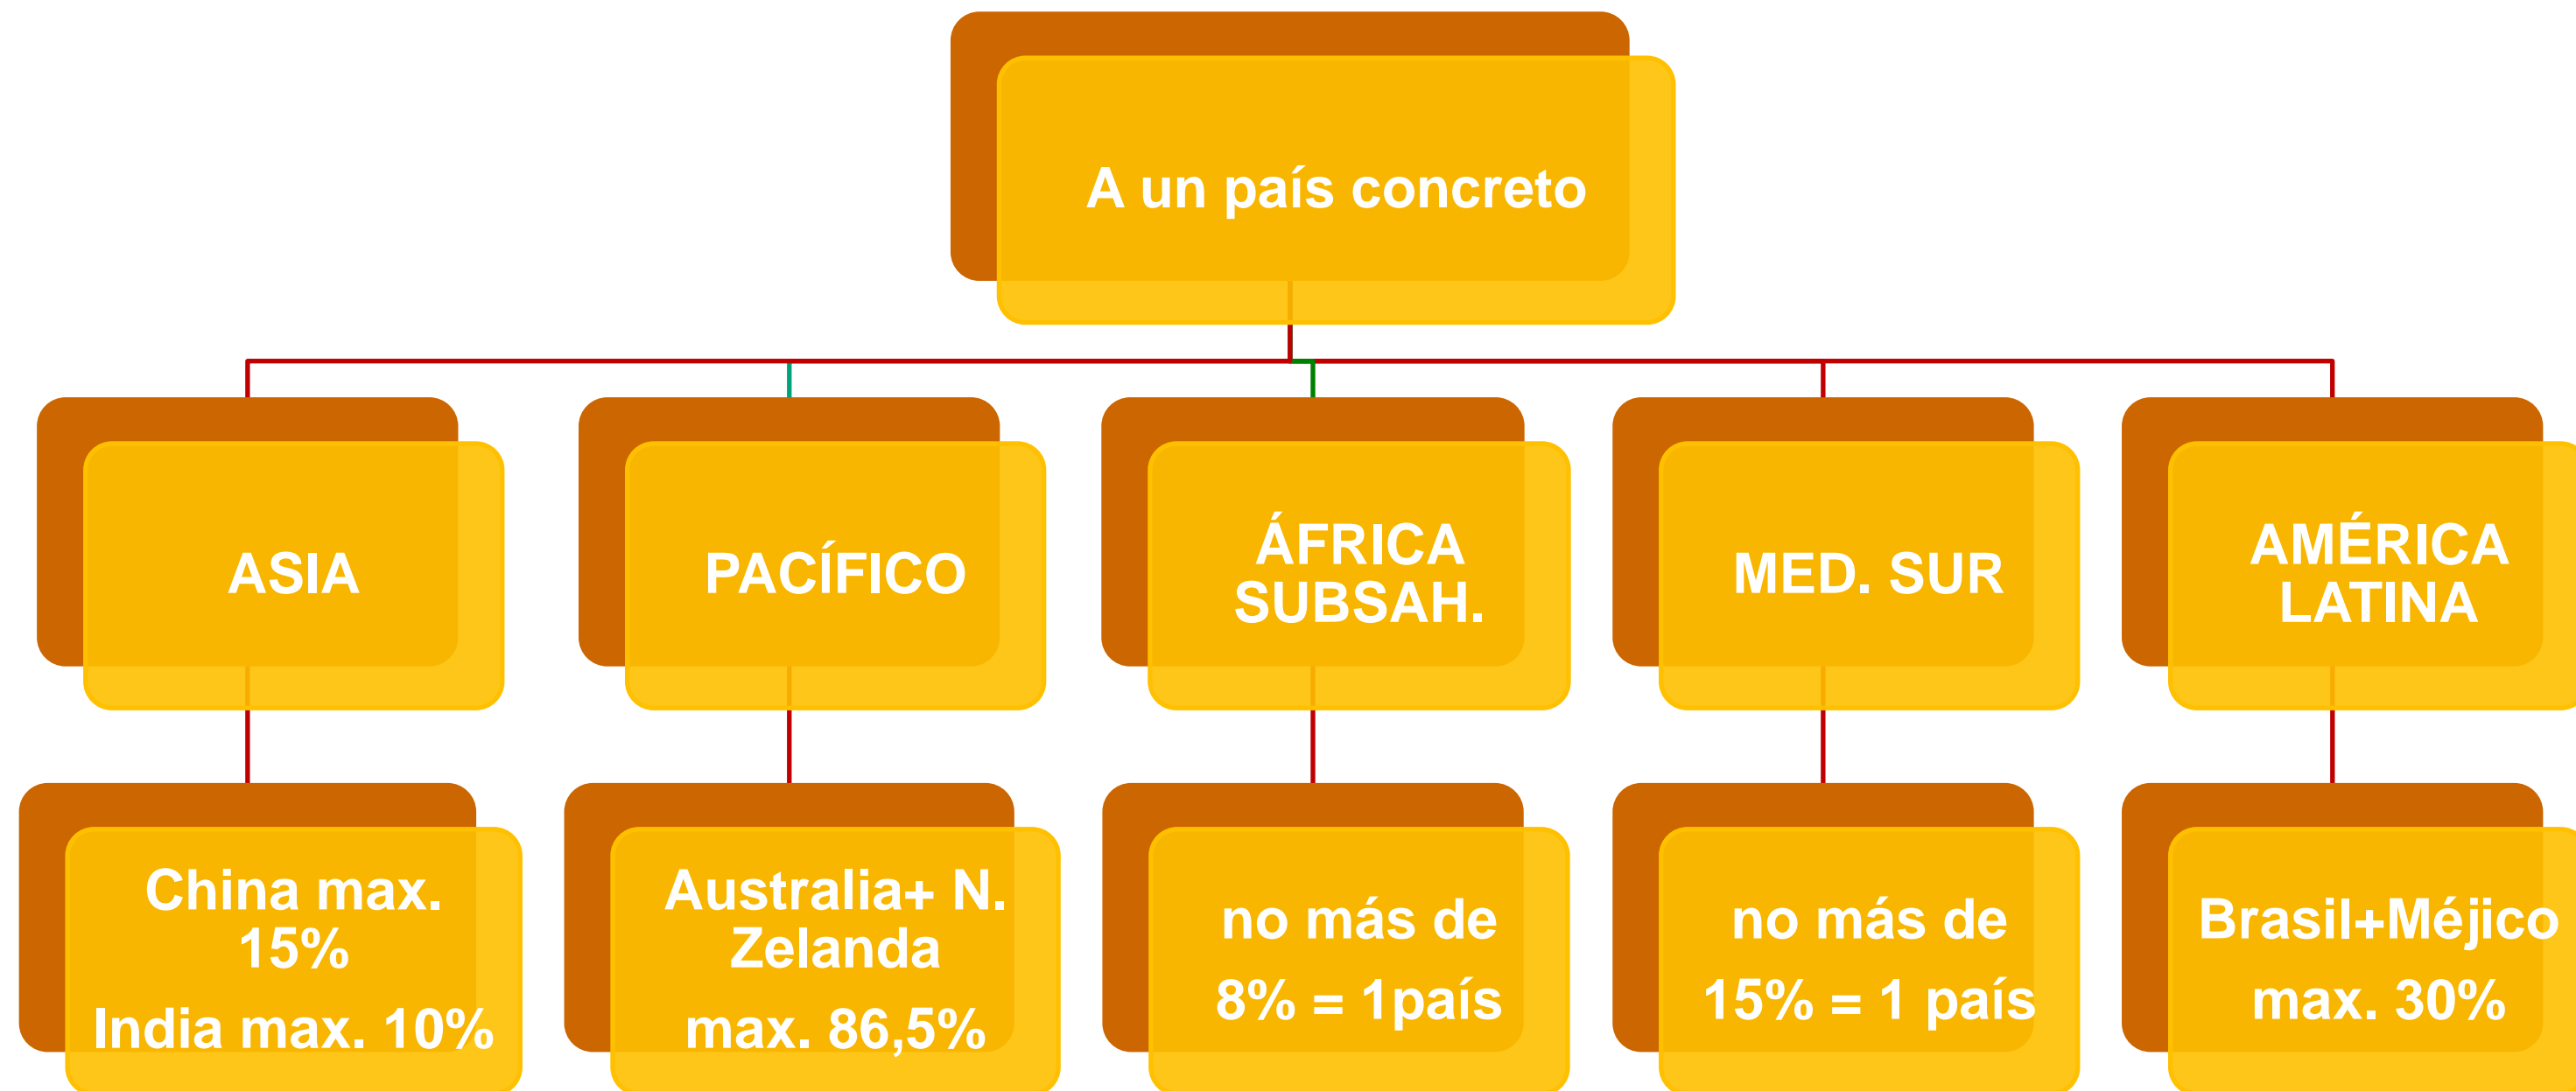 A un país concreto
ASIA
PACÍFICO
ÁFRICA
SUBSAH.
MED. SUR
AMÉRICA
LATINA
China max.
15%
India max. 10%
Australia+ N.
Zelanda
max. 86,5%
no más de
8% = 1país
no más de
15% = 1 país
Brasil+Méjico
max. 30%